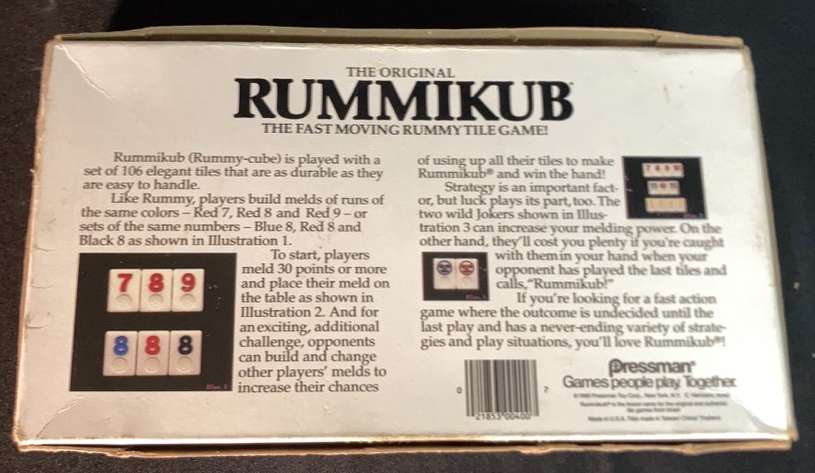 THE ORIGINAL
RUMMIKUB
THE FAST MOVING RUMMY TILE GAME!
Rummikub (Rummy-cube) is played with a
set of 106 elegant tiles that are as durable as they
are easy to handle.
Like Rummy, players build melds of runs of
the same colors – Red 7, Red 8 and Red 9 – or
sets of the same numbers – Blue 8, Red 8 and
Black 8 as shown in Illustration 1.
7 8 9
8 8 8
Illus. 1
To start, players
meld 30 points or more
and place their meld on
the table as shown in
Illustration 2. And for
an exciting, additional
challenge, opponents
can build and change
other players' melds to
increase their chances
of using up all their tiles to make
Rummikub® and win the hand!
Strategy is an important fact-
or, but luck plays its part, too. The
two wild Jokers shown in Illus-
tration 3 can increase your melding power. On the
other hand, they'll cost you plenty if you're caught
with them in your hand when your
opponent has played the last tiles and
calls, "Rummikub!"
If you're looking for a fast action
game where the outcome is undecided until the
last play and has a never-ending variety of strate-
gies and play situations, you'll love Rummikub®!
Pressman®
Games people play. Together.
0 21853 00400 7